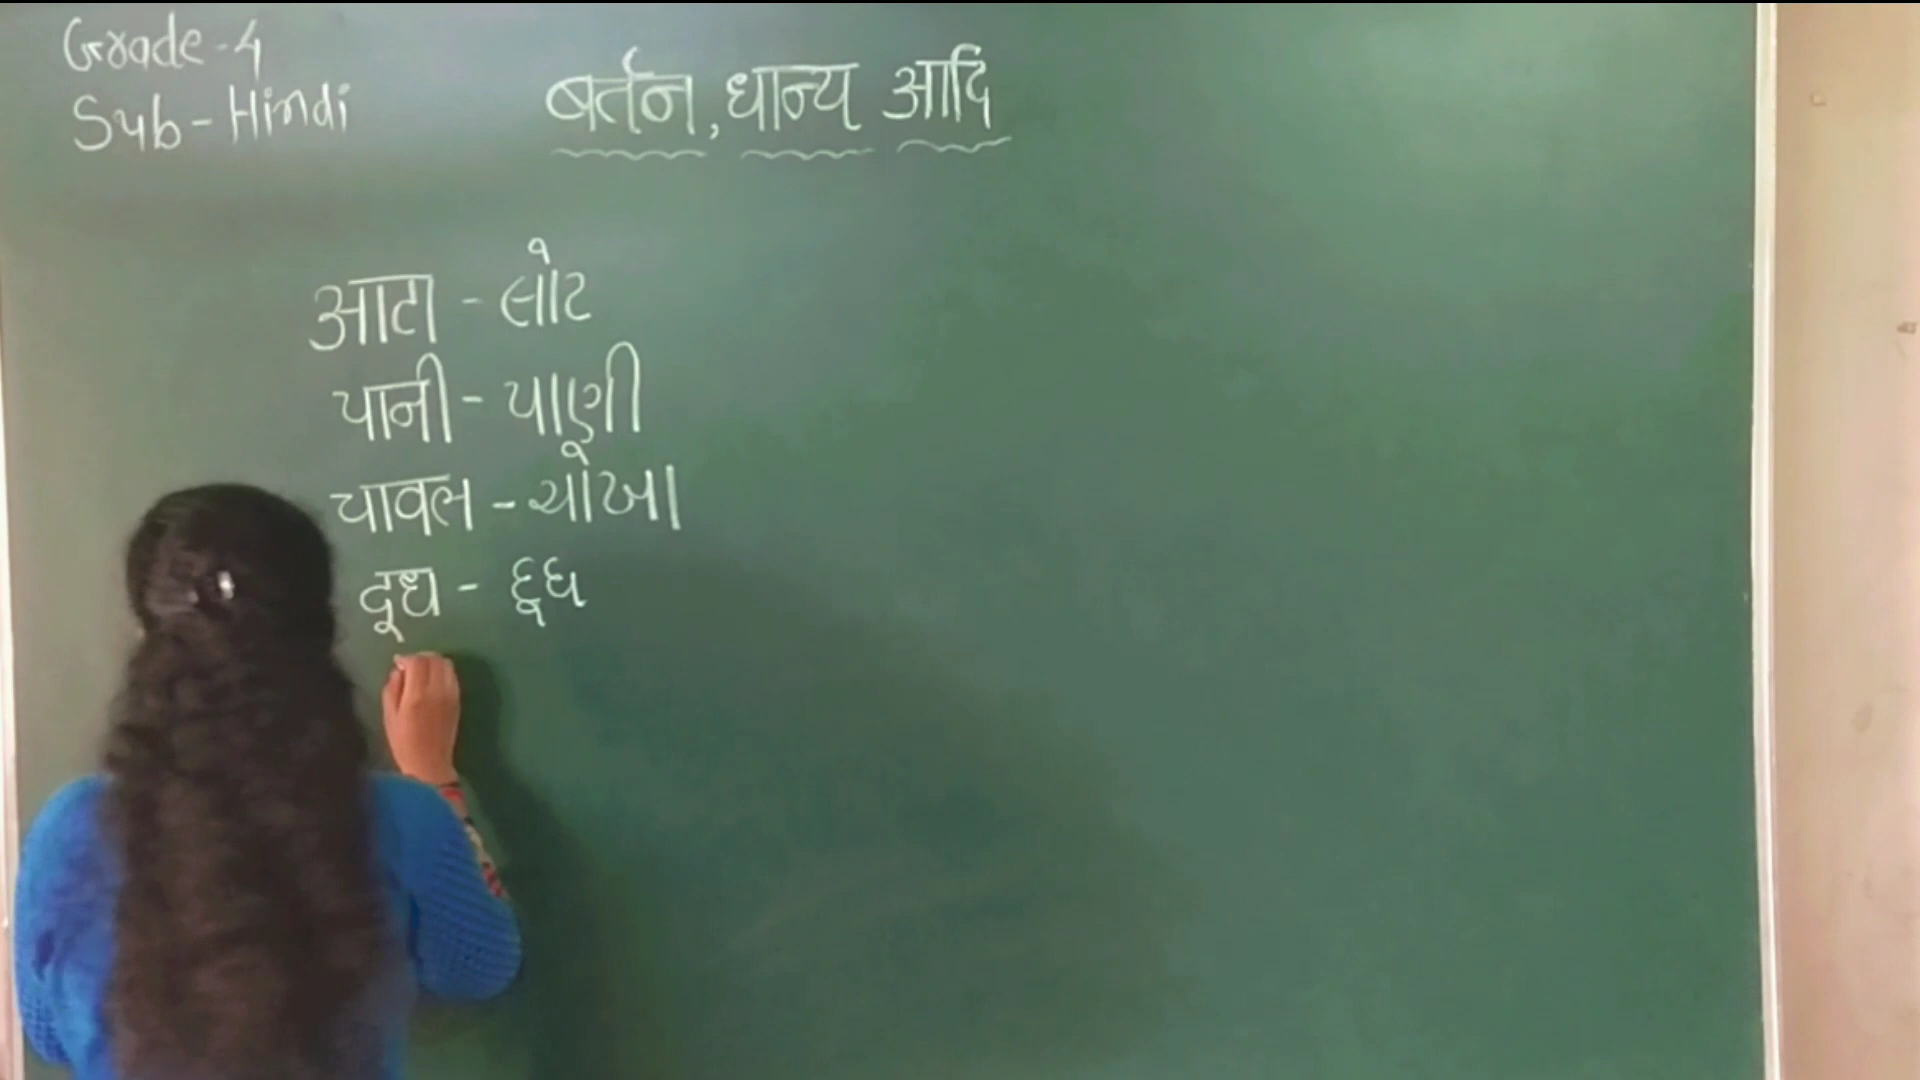 Grade-4
Sub-Hindi
बर्तन, धान्य आदि
आटा - લોટ
पानी - પાણી
चावल - ચોખા
दूध - દૂધ